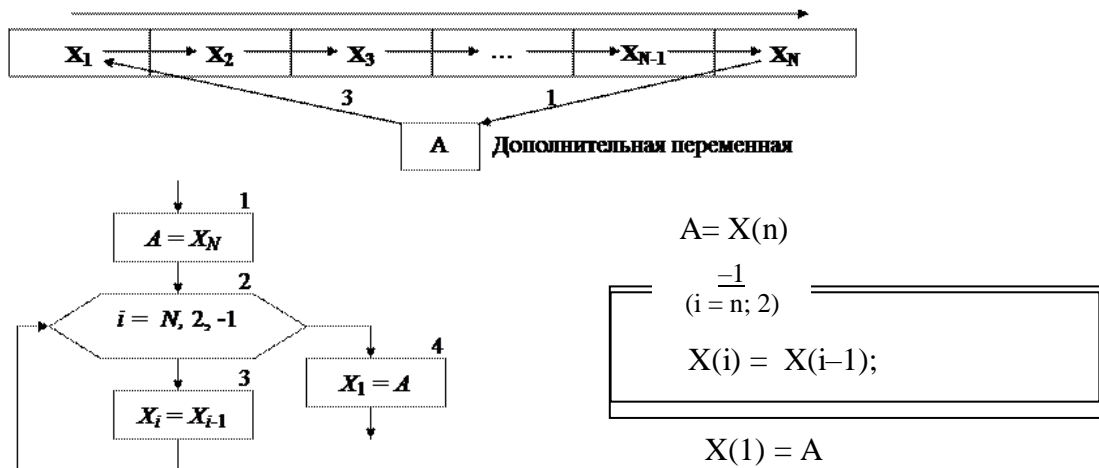 X1 X2 X3 ... XN-1 XN
3 1
A Дополнительная переменная
1
A = XN
2
i = N, 2, -1
3
Xi = Xi-1
4
X1 = A
A= X(n)
–1
(i = n; 2)
X(i) = X(i–1);
X(1) = A